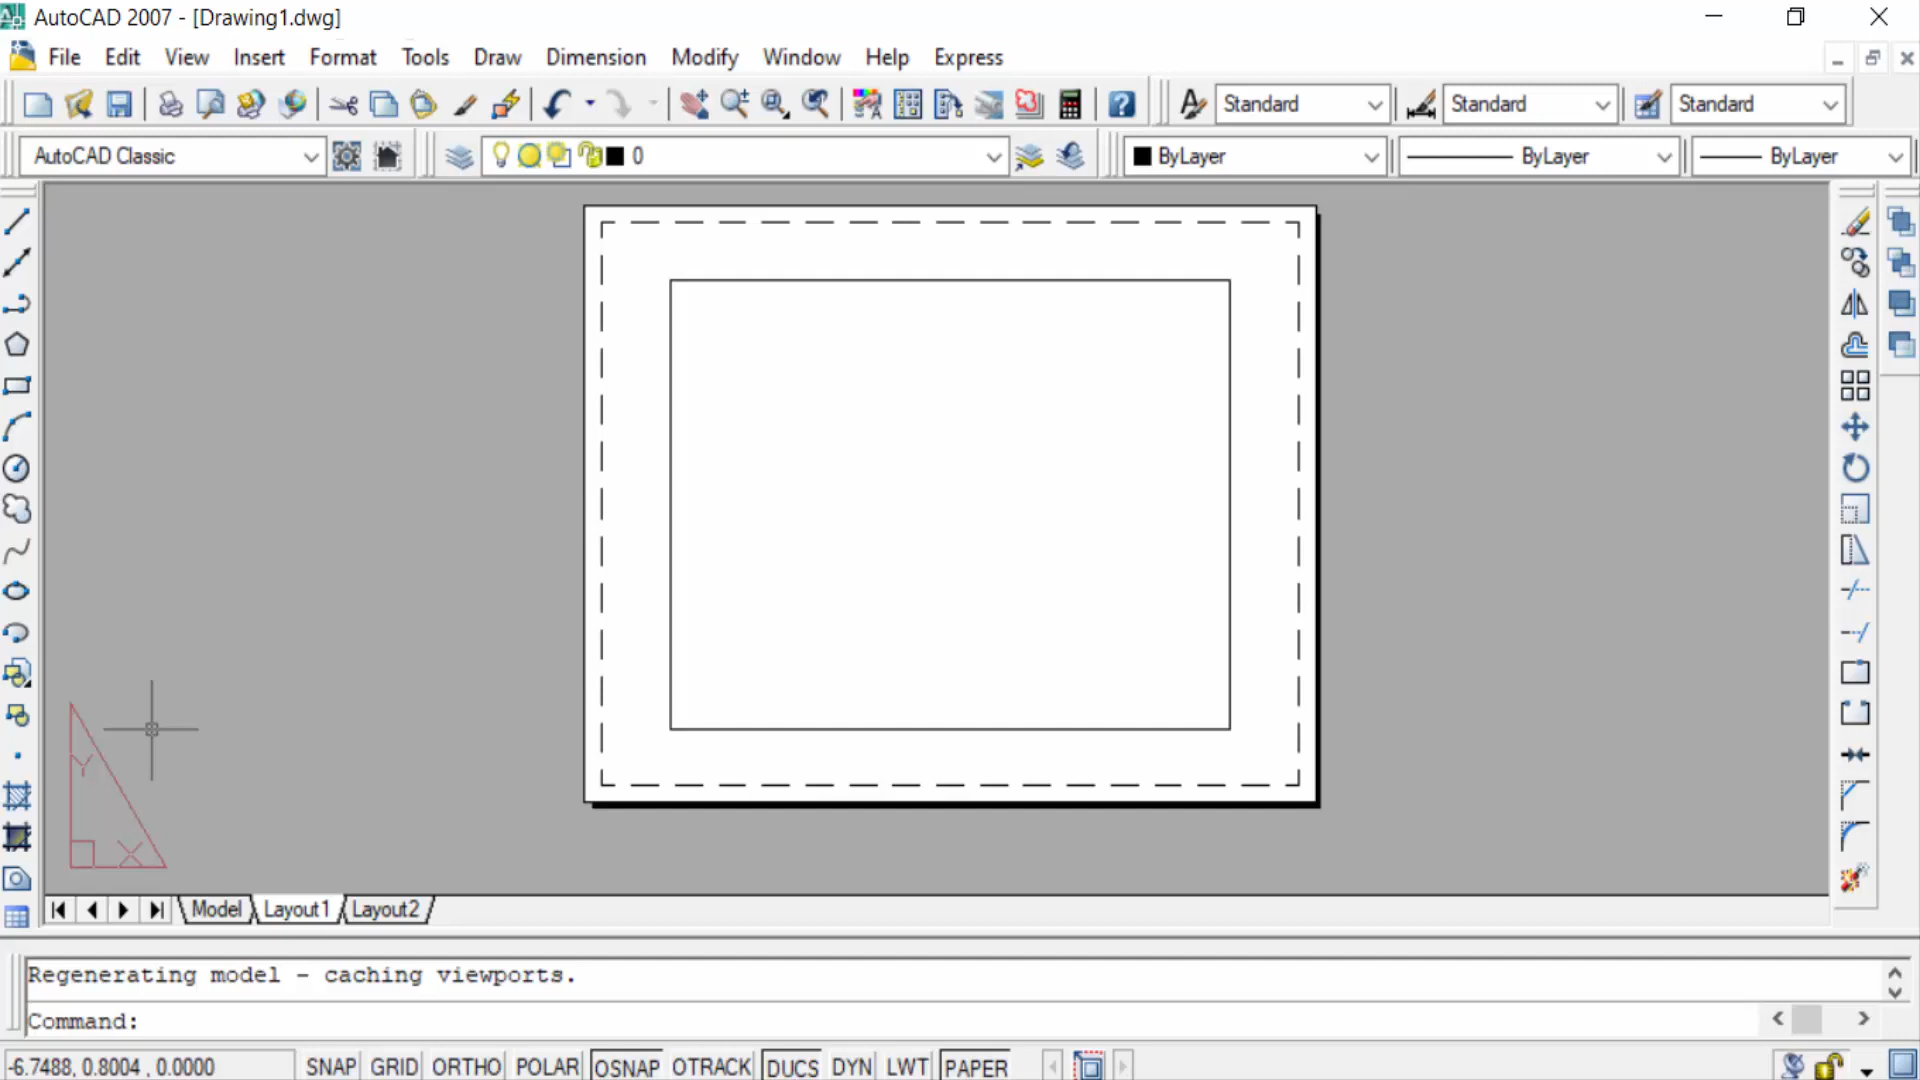 AutoCAD 2007 - [Drawing1.dwg]
File Edit View Insert Format Tools Draw Dimension Modify Window Help Express
Standard Standard Standard
AutoCAD Classic 0 ByLayer ByLayer ByLayer
Y
X
Model Layout1 Layout2
Regenerating model - caching viewports.
Command:
-6.7488, 0.8004 , 0.0000 SNAP GRID ORTHO POLAR OSNAP OTRACK DUCS DYN LWT PAPER